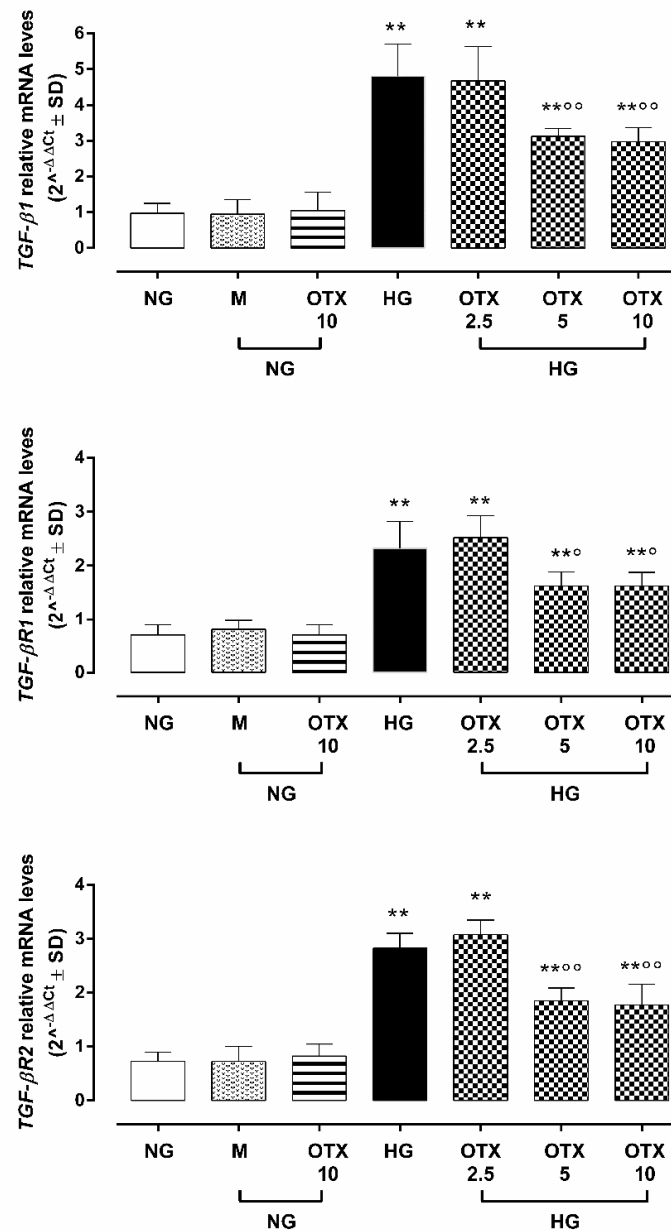 TGF-β1 relative mRNA leves
(2^-ΔΔCt ± SD)
6
5
4
3
2
1
0
** ** **°° **°°
NG M OTX HG OTX OTX OTX
10 2.5 5 10
NG HG
TGF-βR1 relative mRNA leves
(2^-ΔΔCt ± SD)
4
3
2
1
0
** ** **° **°
NG M OTX HG OTX OTX OTX
10 2.5 5 10
NG HG
TGF-βR2 relative mRNA leves
(2^-ΔΔCt ± SD)
4
3
2
1
0
** ** **°° **°°
NG M OTX HG OTX OTX OTX
10 2.5 5 10
NG HG